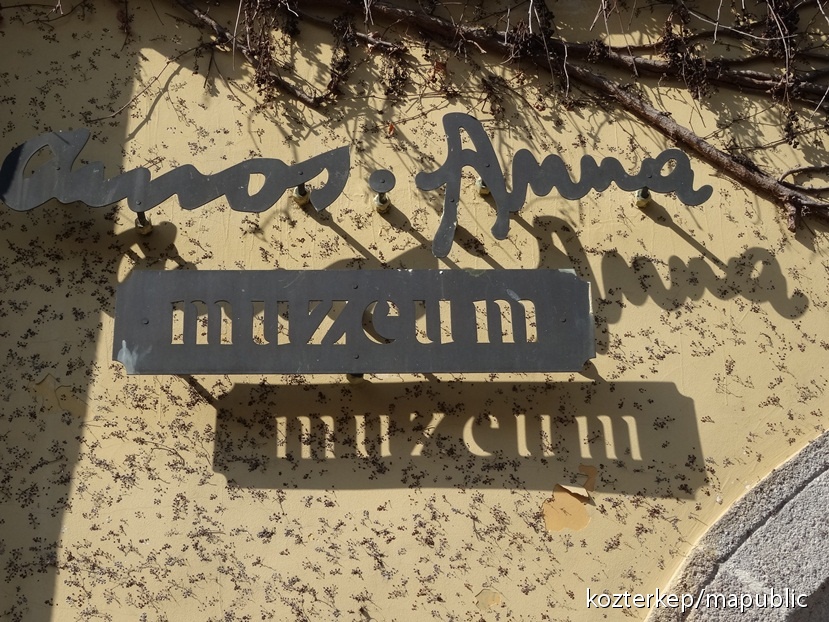 Amos. Anna
muzeum
kozterkep/mapublic